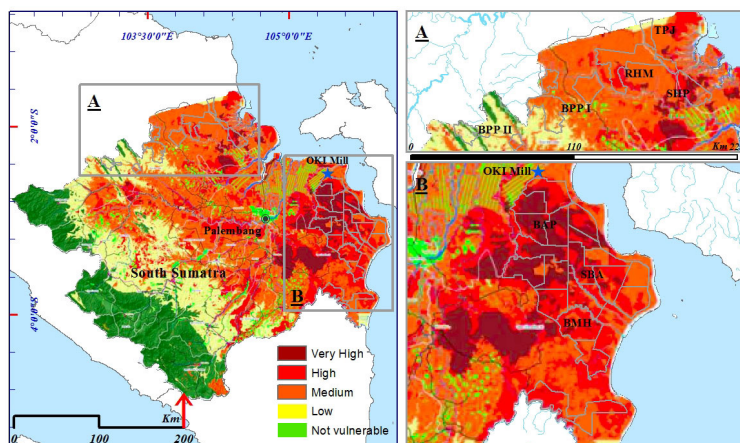 103°30'0"E
105°0'0"E
2°0'0"S
4°0'0"S
A
OKI Mill
Palembang
South Sumatra
B
Very High
High
Medium
Low
Not vulnerable
Km
0
100
200
A
TPJ
RHM
SHP
BPP I
BPP II
0
110
Km 22
B
OKI Mill
BAP
SBA
BMH